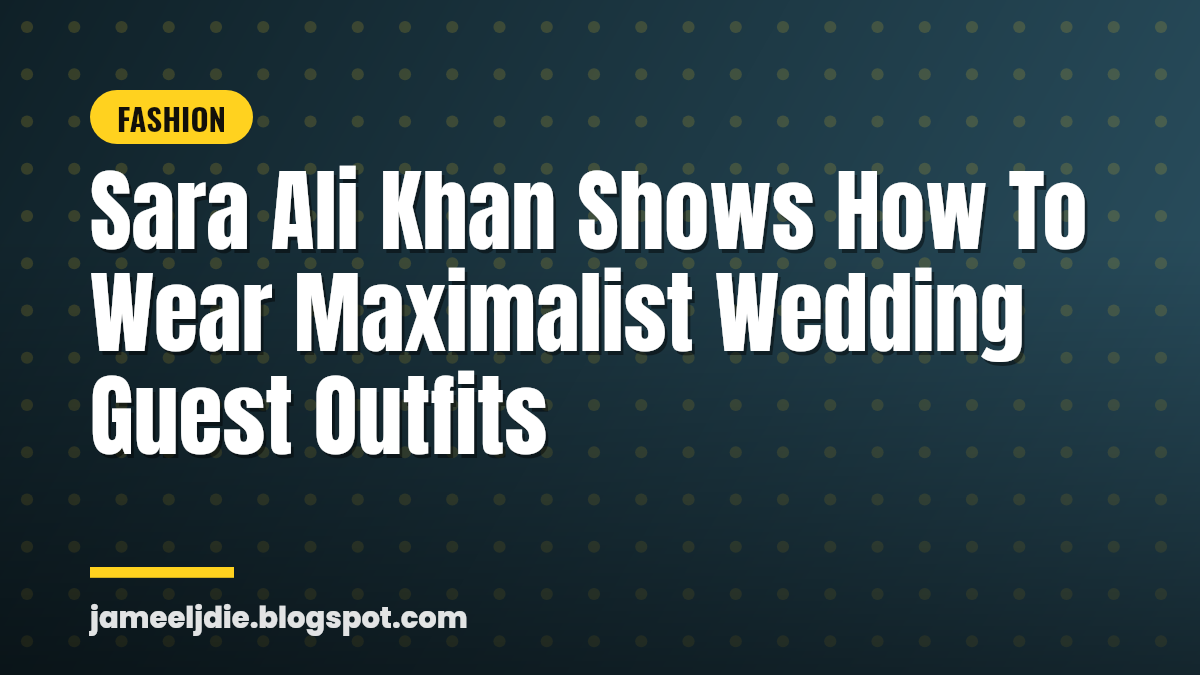 FASHION
Sara Ali Khan Shows How To
Wear Maximalist Wedding
Guest Outfits
jameeljdie.blogspot.com